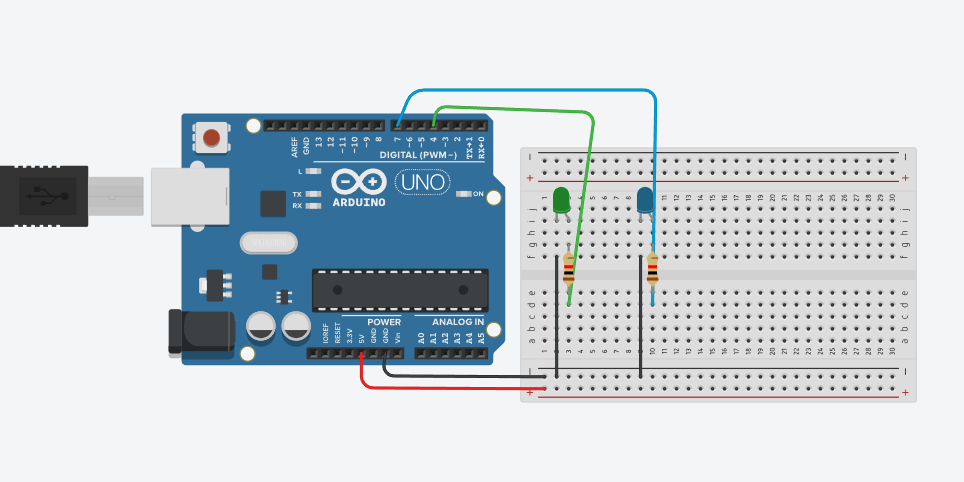 AREF GND 13 12 ~11 ~10 ~9 8 7 ~6 ~5 4 ~3 2 TX→1 RX←0
DIGITAL (PWM~)
L
TX
RX
ARDUINO
UNO
ON
POWER
ANALOG IN
IOREF RESET 3.3V 5V GND GND Vin A0 A1 A2 A3 A4 A5
− −
+ +
1 2 3 4 5 6 7 8 9 10 11 12 13 14 15 16 17 18 19 20 21 22 23 24 25 26 27 28 29 30
j j
i i
h h
g g
f f
e e
d d
c c
b b
a a
1 2 3 4 5 6 7 8 9 10 11 12 13 14 15 16 17 18 19 20 21 22 23 24 25 26 27 28 29 30
− −
+ +